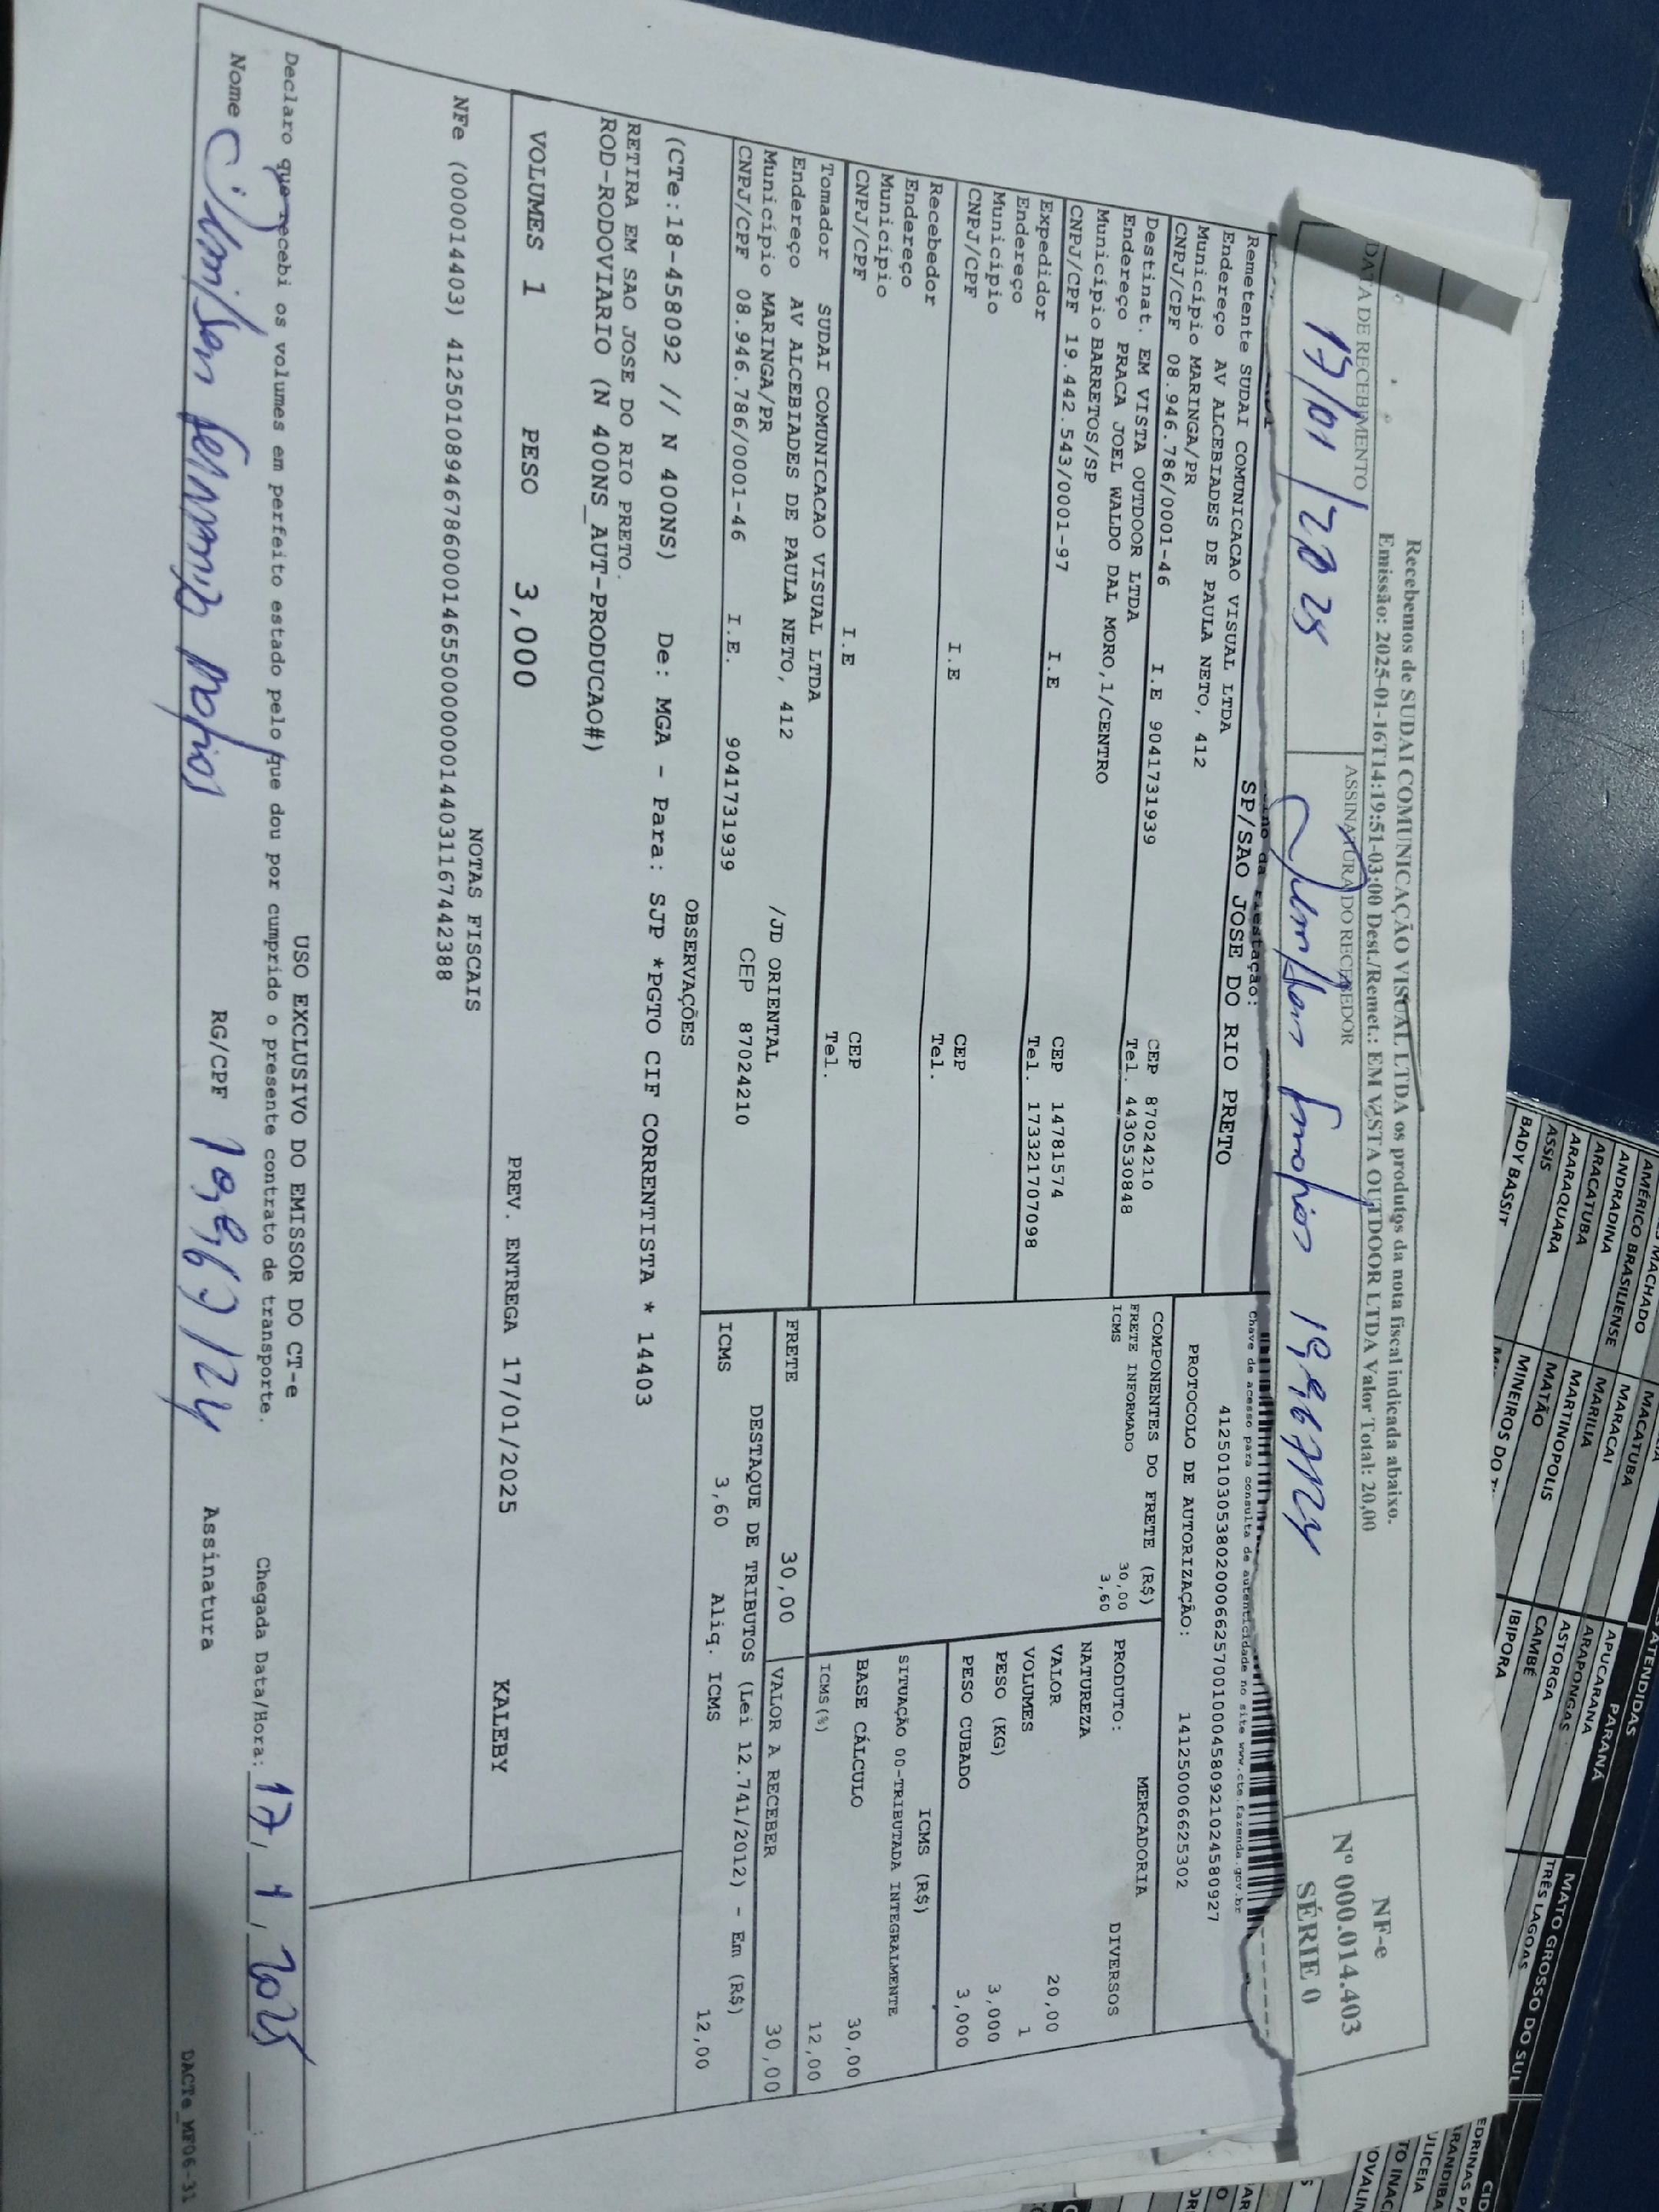 Recebemos de SUDAI COMUNICAÇÃO VISUAL LTDA os produtos da nota fiscal indicada abaixo.
Emissão: 2025-01-16T14:19:51-03:00 Dest./Remet.: EM VISTA OUTDOOR LTDA Valor Total: 20,00
DATA DE RECEBIMENTO
ASSINATURA DO RECEBEDOR
17/01/2025
NF-e
Nº 000.014.403
SÉRIE 0
da Prestação:
SP/SAO JOSE DO RIO PRETO
Chave de acesso para consulta de autenticidade no site www.cte.fazenda.gov.br
41250103053802000662570010004580921024580927
PROTOCOLO DE AUTORIZAÇÃO: 141250006625302
Remetente SUDAI COMUNICACAO VISUAL LTDA
Endereço AV ALCEBIADES DE PAULA NETO, 412
Município MARINGA/PR CEP 87024210
CNPJ/CPF 08.946.786/0001-46 I.E 9041731939 Tel. 4430530848
Destinat. EM VISTA OUTDOOR LTDA
Endereço PRACA JOEL WALDO DAL MORO,1/CENTRO
Município BARRETOS/SP CEP 14781574
CNPJ/CPF 19.442.543/0001-97 I.E Tel. 173321707098
Expedidor
Endereço
Município CEP
CNPJ/CPF I.E Tel.
Recebedor
Endereço
Município CEP
CNPJ/CPF I.E Tel.
Tomador SUDAI COMUNICACAO VISUAL LTDA
Endereço AV ALCEBIADES DE PAULA NETO, 412 /JD ORIENTAL
Município MARINGA/PR CEP 87024210
CNPJ/CPF 08.946.786/0001-46 I.E. 9041731939
COMPONENTES DO FRETE (R$)
FRETE INFORMADO 30,00
ICMS 3,60
MERCADORIA
PRODUTO: DIVERSOS
NATUREZA
VALOR 20,00
VOLUMES 1
PESO (KG) 3,000
PESO CUBADO 3,000
ICMS (R$)
SITUAÇÃO 00-TRIBUTADA INTEGRALMENTE
BASE CÁLCULO 30,00
ICMS(%) 12,00
FRETE 30,00
VALOR A RECEBER 30,00
DESTAQUE DE TRIBUTOS (Lei 12.741/2012) - Em (R$)
ICMS 3,60 Aliq. ICMS 12,00
OBSERVAÇÕES
(CTe:18-458092 // N 400NS) De: MGA - Para: SJP *PGTO CIF CORRENTISTA * 14403
RETIRA EM SAO JOSE DO RIO PRETO.
ROD-RODOVIARIO (N 400NS_AUT-PRODUCAO#)
VOLUMES 1 PESO 3,000 PREV. ENTREGA 17/01/2025 KALEBY
NOTAS FISCAIS
NFe (000014403) 41250108946786000146550000000144031167442388
USO EXCLUSIVO DO EMISSOR DO CT-e
Declaro que recebi os volumes em perfeito estado pelo que dou por cumprido o presente contrato de transporte. Chegada Data/Hora: 17/1/2025
Nome RG/CPF Assinatura
DACTe_MF06-31
AMÉRICO BRASILIENSE
ANDRADINA
ARACATUBA
ARARAQUARA
ASSIS
BADY BASSIT
MACATUBA
MARACAI
MARILIA
MARTINOPOLIS
MATÃO
MINEIROS DO
ATENDIDAS
PARANÁ
APUCARANA
ARAPONGAS
ASTORGA
CAMBÉ
IBIPORA
MATO GROSSO DO SUL
TRÊS LAGOAS